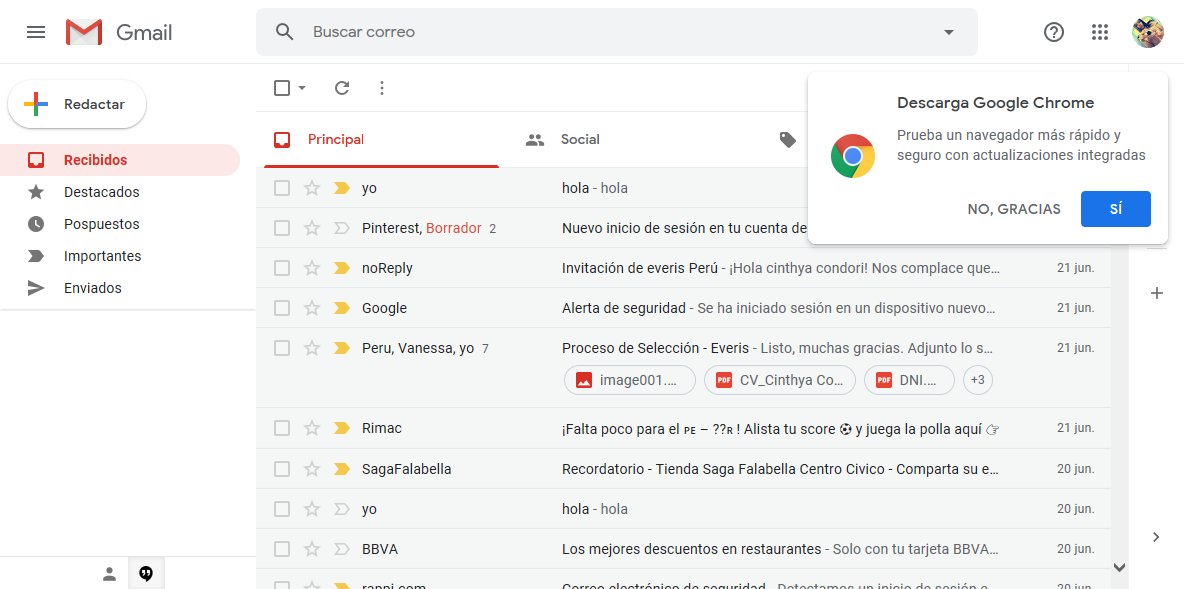 Gmail
Buscar correo
Redactar
Recibidos
Destacados
Pospuestos
Importantes
Enviados
Principal
Social
Descarga Google Chrome
Prueba un navegador más rápido y
seguro con actualizaciones integradas
NO, GRACIAS
SÍ
yo hola - hola
Pinterest, Borrador 2 Nuevo inicio de sesión en tu cuenta de
noReply Invitación de everis Perú - ¡Hola cinthya condori! Nos complace que... 21 jun.
Google Alerta de seguridad - Se ha iniciado sesión en un dispositivo nuevo... 21 jun.
Peru, Vanessa, yo 7 Proceso de Selección - Everis - Listo, muchas gracias. Adjunto lo s... 21 jun.
image001.... PDF CV_Cinthya Co... PDF DNI.... +3
Rimac ¡Falta poco para el ᴘᴇ – ??ʀ ! Alista tu score ⚽ y juega la polla aquí 👉 21 jun.
SagaFalabella Recordatorio - Tienda Saga Falabella Centro Civico - Comparta su e... 20 jun.
yo hola - hola 20 jun.
BBVA Los mejores descuentos en restaurantes - Solo con tu tarjeta BBVA... 20 jun.
rappi.com Correo electrónico de seguridad - Detectamos un inicio de sesión e... 20 jun.